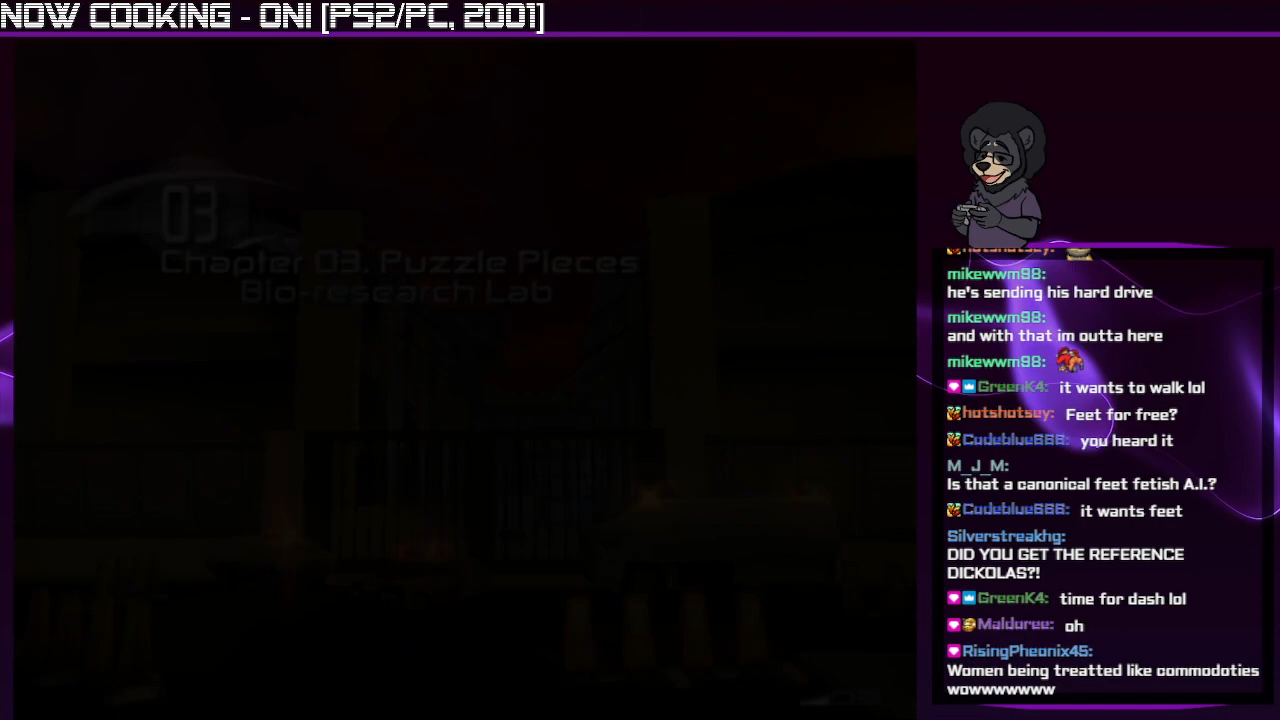 NOW COOKING - ONI [PS2/PC, 2001]
03
Chapter 03. Puzzle Pieces
Bio-research Lab
hotshotsey:
mikewwm98:
he's sending his hard drive
mikewwm98:
and with that im outta here
mikewwm98:
GreenK4: it wants to walk lol
hotshotsey: Feet for free?
Codeblue666: you heard it
M_J_M:
Is that a canonical feet fetish A.I.?
Codeblue666: it wants feet
Silverstreakhg:
DID YOU GET THE REFERENCE
DICKOLAS?!
GreenK4: time for dash lol
Malduree: oh
RisingPheonix45:
Women being treatted like commodoties
wowwwwwww